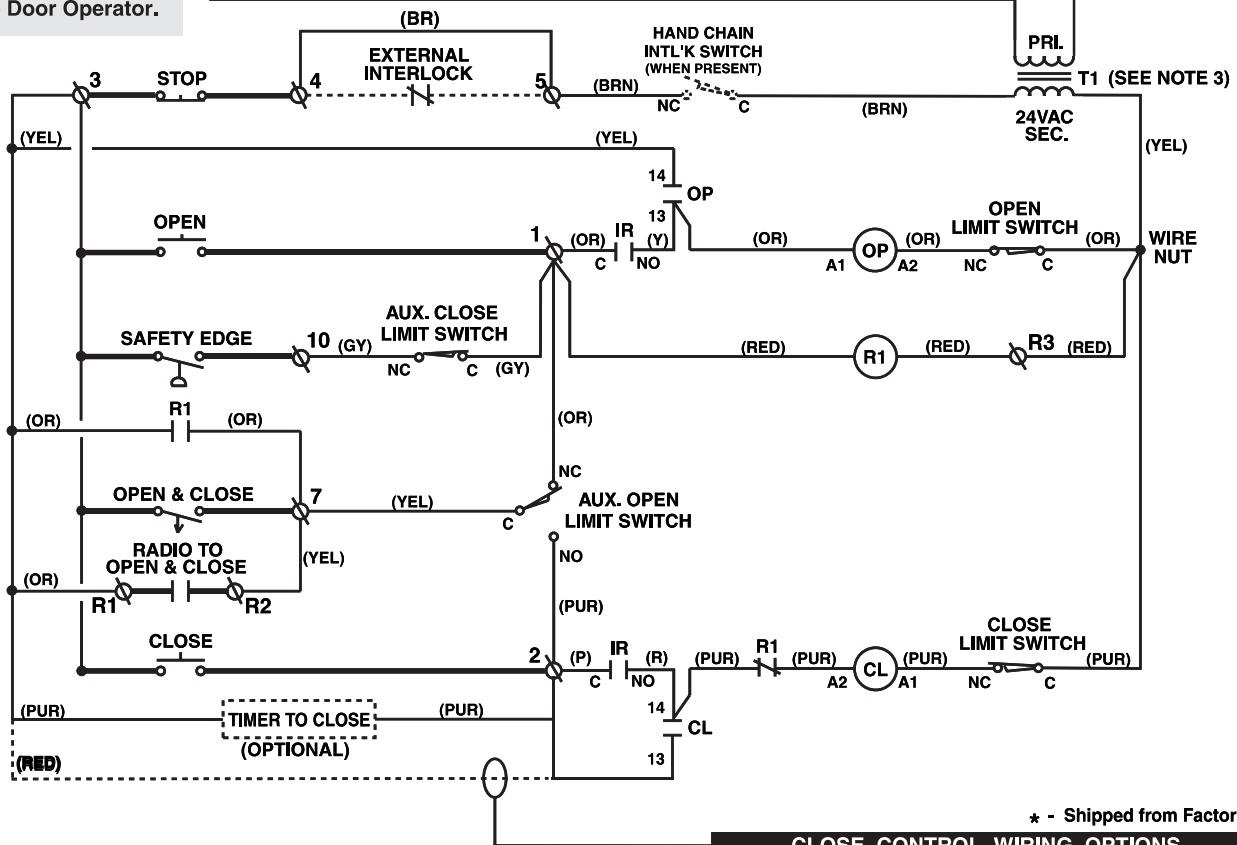 Door Operator.
(BR)
EXTERNAL
INTERLOCK
HAND CHAIN
INTL'K SWITCH
(WHEN PRESENT)
PRI.
3
STOP
4
5
(BRN)
NC
C
(BRN)
T1 (SEE NOTE 3)
24VAC
SEC.
(YEL)
(YEL)
(YEL)
14
OP
13
OPEN
1
(OR)
IR
(Y)
C
NO
(OR)
A1
OP
A2
(OR)
OPEN
LIMIT SWITCH
NC
C
(OR)
WIRE
NUT
SAFETY EDGE
10
(GY)
AUX. CLOSE
LIMIT SWITCH
NC
C
(GY)
(RED)
R1
(RED)
R3
(RED)
(OR)
R1
(OR)
(OR)
NC
OPEN & CLOSE
7
(YEL)
C
AUX. OPEN
LIMIT SWITCH
NO
RADIO TO
OPEN & CLOSE
(YEL)
(OR)
R1
R2
(PUR)
CLOSE
2
(P)
IR
(R)
C
NO
(PUR)
R1
(PUR)
A2
CL
A1
(PUR)
CLOSE
LIMIT SWITCH
NC
C
(PUR)
14
CL
13
(PUR)
TIMER TO CLOSE
(PUR)
(OPTIONAL)
(RED)
* - Shipped from Factor
CLOSE CONTROL WIRING OPTIONS